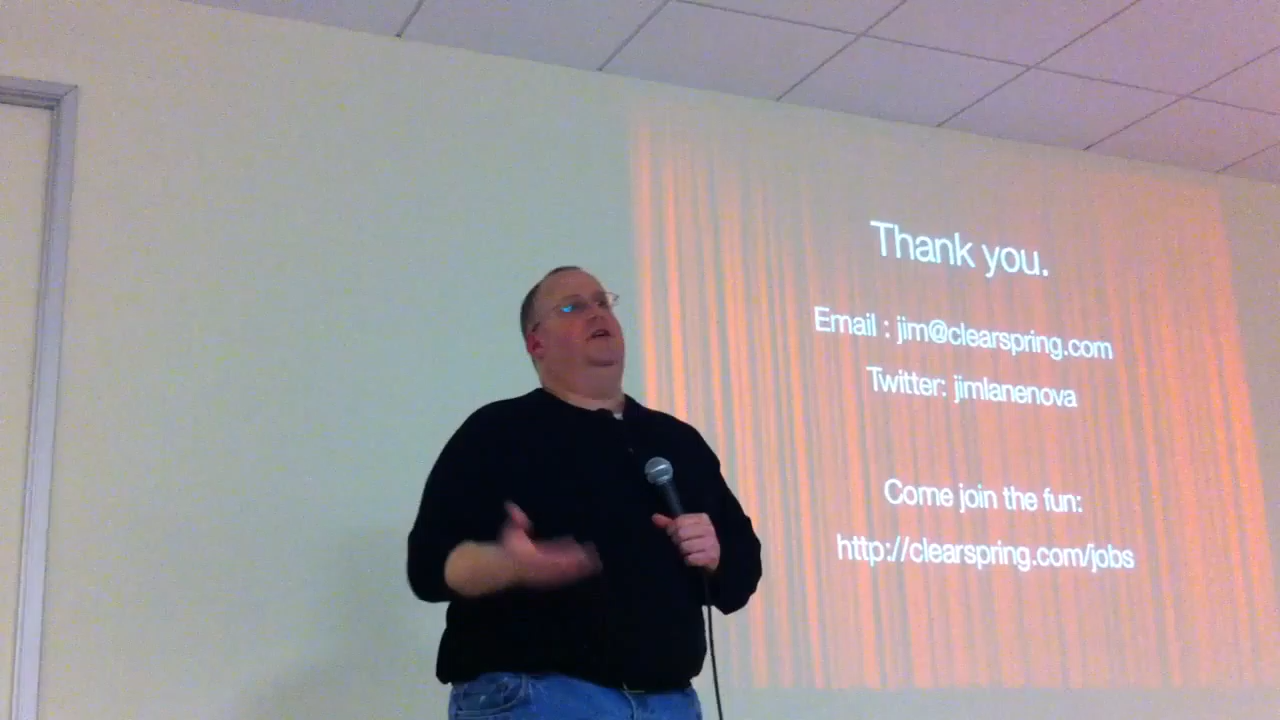 Thank you.
Email : jim@clearspring.com
Twitter: jimlanenova
Come join the fun:
http://clearspring.com/jobs